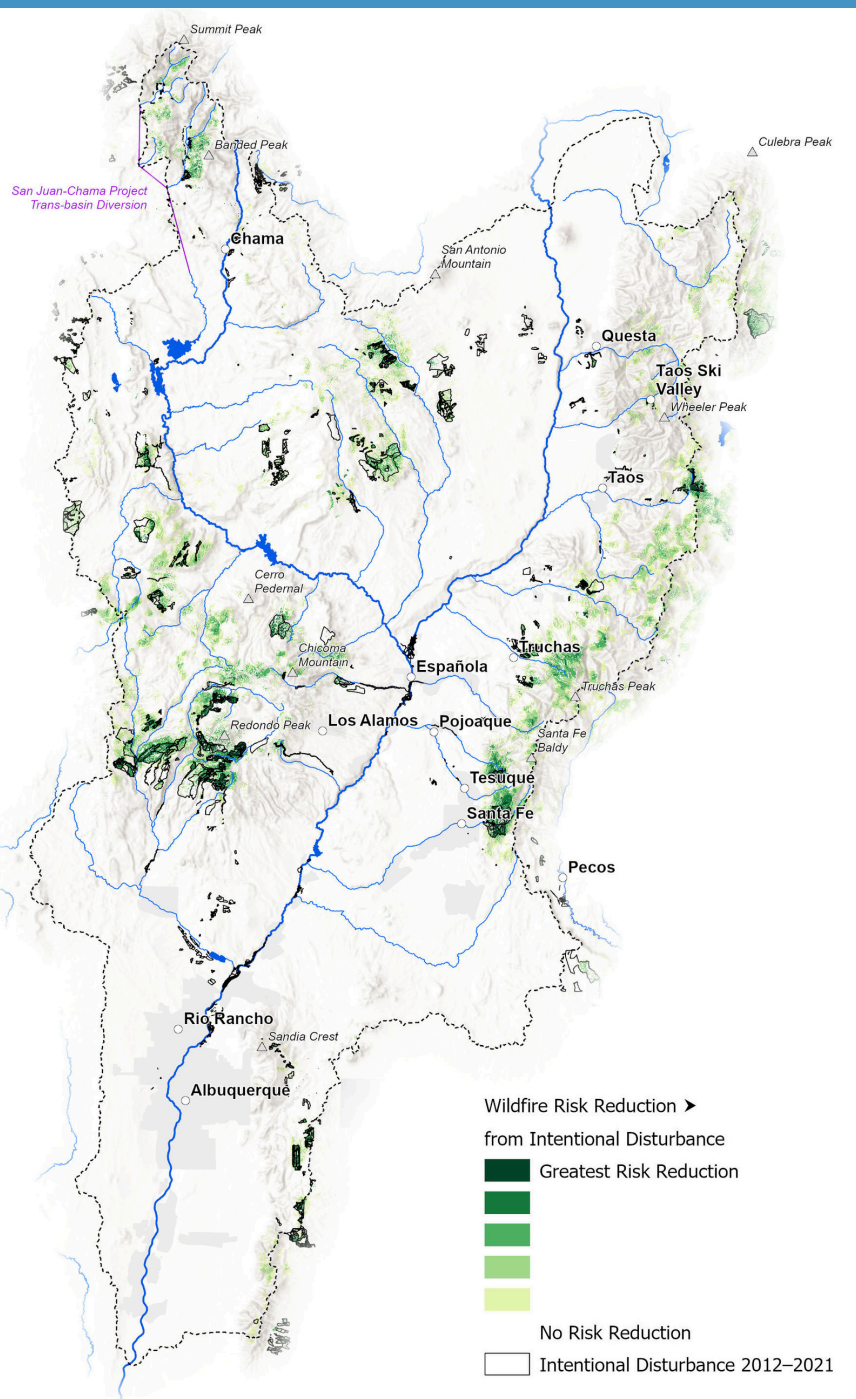 Summit Peak
Banded Peak
Culebra Peak
San Juan-Chama Project
Trans-basin Diversion
Chama
San Antonio
Mountain
Questa
Taos Ski
Valley
Wheeler Peak
Taos
Cerro
Pedernal
Chicoma
Mountain
Truchas
Española
Truchas Peak
Redondo Peak
Los Alamos
Pojoaque
Santa Fe
Baldy
Tesuque
Santa Fe
Pecos
Rio Rancho
Sandia Crest
Albuquerque
Wildfire Risk Reduction ➤
from Intentional Disturbance
Greatest Risk Reduction
No Risk Reduction
Intentional Disturbance 2012–2021